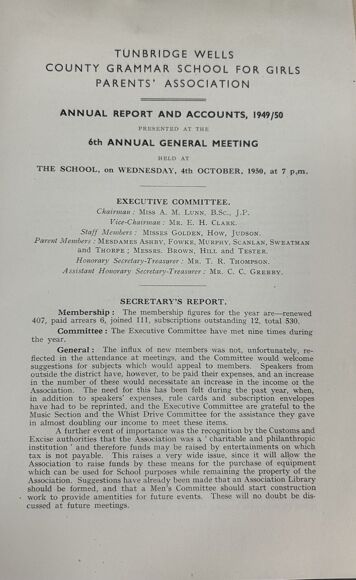 TUNBRIDGE WELLS
COUNTY GRAMMAR SCHOOL FOR GIRLS
PARENTS' ASSOCIATION
ANNUAL REPORT AND ACCOUNTS, 1949/50
PRESENTED AT THE
6th ANNUAL GENERAL MEETING
HELD AT
THE SCHOOL, on WEDNESDAY, 4th OCTOBER, 1950, at 7 p.m.
EXECUTIVE COMMITTEE.
Chairman: MISS A. M. LUNN. B.Sc., J.P.
Vice-Chairman: MR. E. H. CLARK.
Staff Members: MISSES GOLDEN, HOW, JUDSON.
Parent Members: MESDAMES ASHBY, FOWKE, MURPHY, SCANLAN, SWEATMAN
and THORPE; MESSRS. BROWN, HILL and TESTER.
Honorary Secretary-Treasurer: MR. T. R. THOMPSON.
Assistant Honorary Secretary-Treasurer: MR. C. C. GREEBY.
SECRETARY'S REPORT.
Membership: The membership figures for the year are—renewed
407, paid arrears 6, joined 111, subscriptions outstanding 12, total 530.
Committee: The Executive Committee have met nine times during
the year.
General: The influx of new members was not, unfortunately, re-
flected in the attendance at meetings, and the Committee would welcome
suggestions for subjects which would appeal to members. Speakers from
outside the district have, however, to be paid their expenses, and an increase
in the number of these would necessitate an increase in the income of the
Association. The need for this has been felt during the past year, when,
in addition to speakers' expenses, rule cards and subscription envelopes
have had to be reprinted, and the Executive Committee are grateful to the
Music Section and the Whist Drive Committee for the assistance they gave
in almost doubling our income to meet these items.
A further event of importance was the recognition by the Customs and
Excise authorities that the Association was a 'charitable and philanthropic
institution' and therefore funds may be raised by entertainments on which
tax is not payable. This raises a very wide issue, since it will allow the
Association to raise funds by these means for the purchase of equipment
which can be used for School purposes while remaining the property of the
Association. Suggestions have already been made that an Association Library
should be formed, and that a Men's Committee should start construction
work to provide amentities for future events. These will no doubt be dis-
cussed at future meetings.